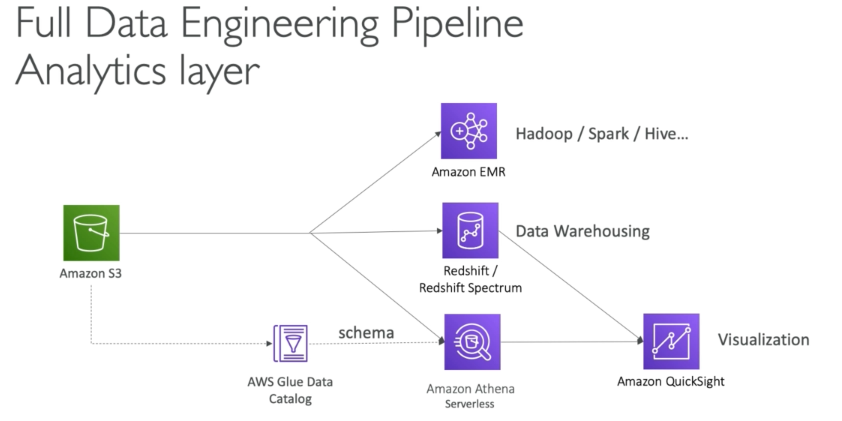 Full Data Engineering Pipeline
Analytics layer
Hadoop / Spark / Hive...
Amazon EMR
Data Warehousing
Amazon S3
Redshift /
Redshift Spectrum
schema
Visualization
AWS Glue Data
Catalog
Amazon Athena
Serverless
Amazon QuickSight